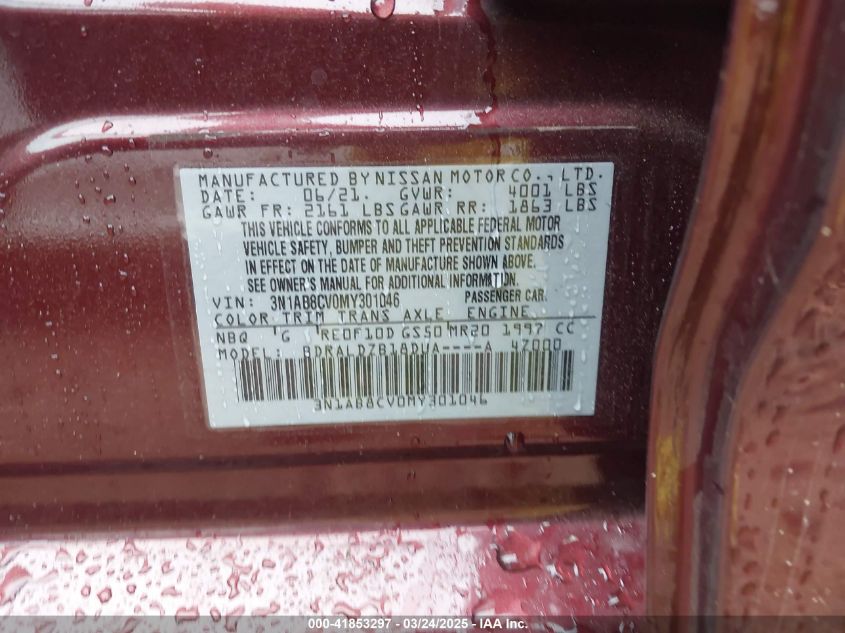 MANUFACTURED BY NISSAN MOTOR CO., LTD.
DATE: 06/21. GVWR: 4001 LBS
GAWR FR: 2161 LBS GAWR RR: 1863 LBS
THIS VEHICLE CONFORMS TO ALL APPLICABLE FEDERAL MOTOR
VEHICLE SAFETY, BUMPER AND THEFT PREVENTION STANDARDS
IN EFFECT ON THE DATE OF MANUFACTURE SHOWN ABOVE.
SEE OWNER'S MANUAL FOR ADDITIONAL INFORMATION.
VIN: 3N1AB8CV0MY301046 PASSENGER CAR.
COLOR TRIM TRANS AXLE ENGINE
NBQ 'G 'RE0F10D GS50'MR20 1997 CC
MODEL: BDRALDZB18DUA----A 4Z000
3N1AB8CV0MY301046
000-41853297 - 03/24/2025 - IAA Inc.